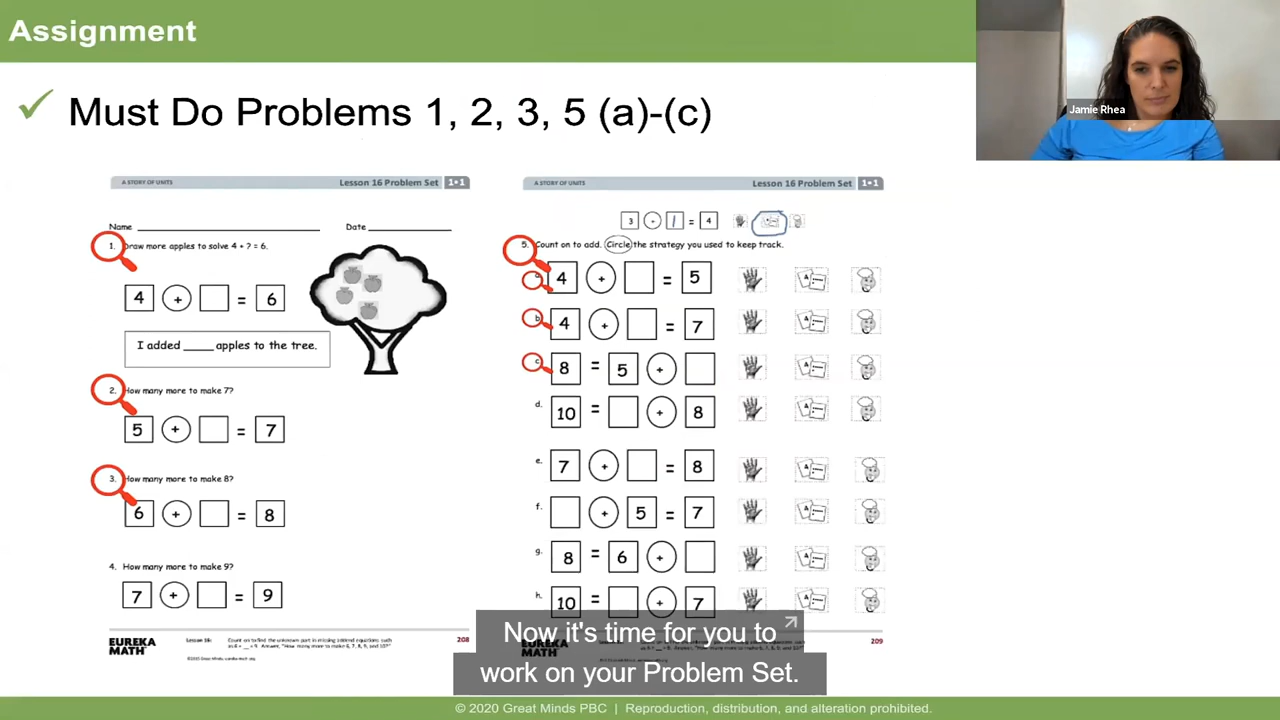 Assignment
Jamie Rhea
✓ Must Do Problems 1, 2, 3, 5 (a)-(c)
A STORY OF UNITS Lesson 16 Problem Set 1•1
Name Date
1. Draw more apples to solve 4 + ? = 6.
4 + = 6
I added ____ apples to the tree.
2. How many more to make 7?
5 + = 7
3. How many more to make 8?
6 + = 8
4. How many more to make 9?
7 + = 9
EUREKA MATH
Lesson 16:
208
A STORY OF UNITS Lesson 16 Problem Set 1•1
3 + 1 = 4
5. Count on to add. Circle the strategy you used to keep track.
a. 4 + = 5
b. 4 + = 7
c. 8 = 5 +
d. 10 = + 8
e. 7 + = 8
f. + 5 = 7
g. 8 = 6 +
h. 10 = + 7
209
Now it's time for you to
work on your Problem Set.
© 2020 Great Minds PBC | Reproduction, distribution, and alteration prohibited.